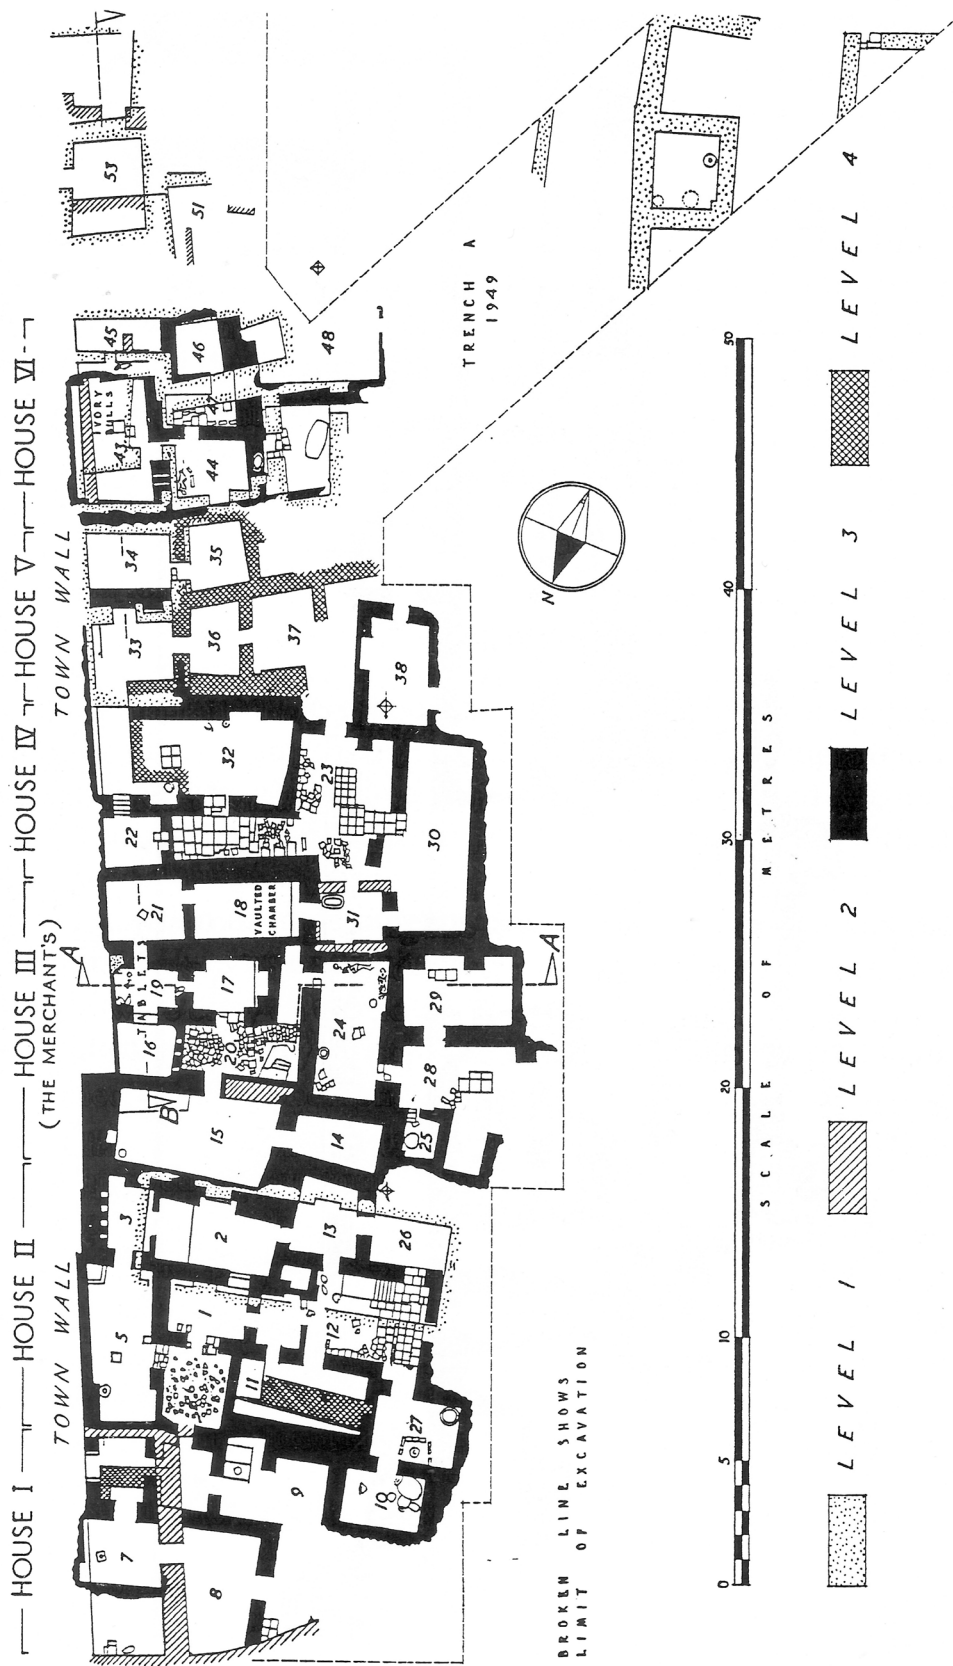 HOUSE I HOUSE II HOUSE III HOUSE IV HOUSE V HOUSE VI
(THE MERCHANT'S)
TOWN WALL TOWN WALL
A
7 5 3 16 19 21 22 33 34 43 45 53
TABLETS
IVORY
BULLS
B
8 6 1 2 15 20 17 18 32 36 35 44 46 51
VAULTED
CHAMBER
9 11 12 13 14 24 31 23 37 48
10 27 26 25 28 29 30 38
A
TRENCH A
1949
N
BROKEN LINE SHOWS
LIMIT OF EXCAVATION
0 5 10 20 30 40 50
SCALE OF METRES
LEVEL 1 LEVEL 2 LEVEL 3 LEVEL 4